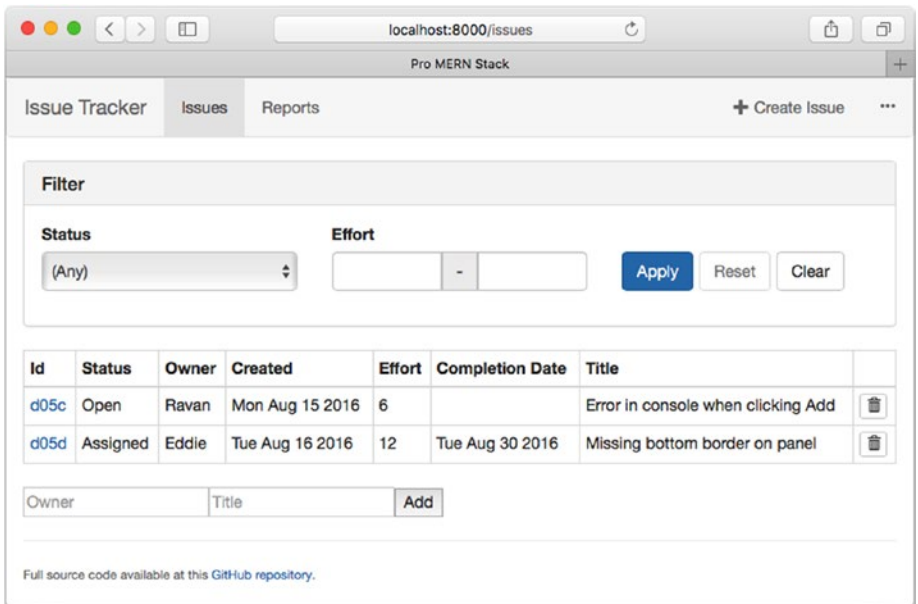 localhost:8000/issues
Pro MERN Stack
Issue Tracker Issues Reports + Create Issue ...
Filter
Status Effort
(Any) - Apply Reset Clear
Id Status Owner Created Effort Completion Date Title
d05c Open Ravan Mon Aug 15 2016 6 Error in console when clicking Add
d05d Assigned Eddie Tue Aug 16 2016 12 Tue Aug 30 2016 Missing bottom border on panel
Owner Title Add
Full source code available at this GitHub repository.